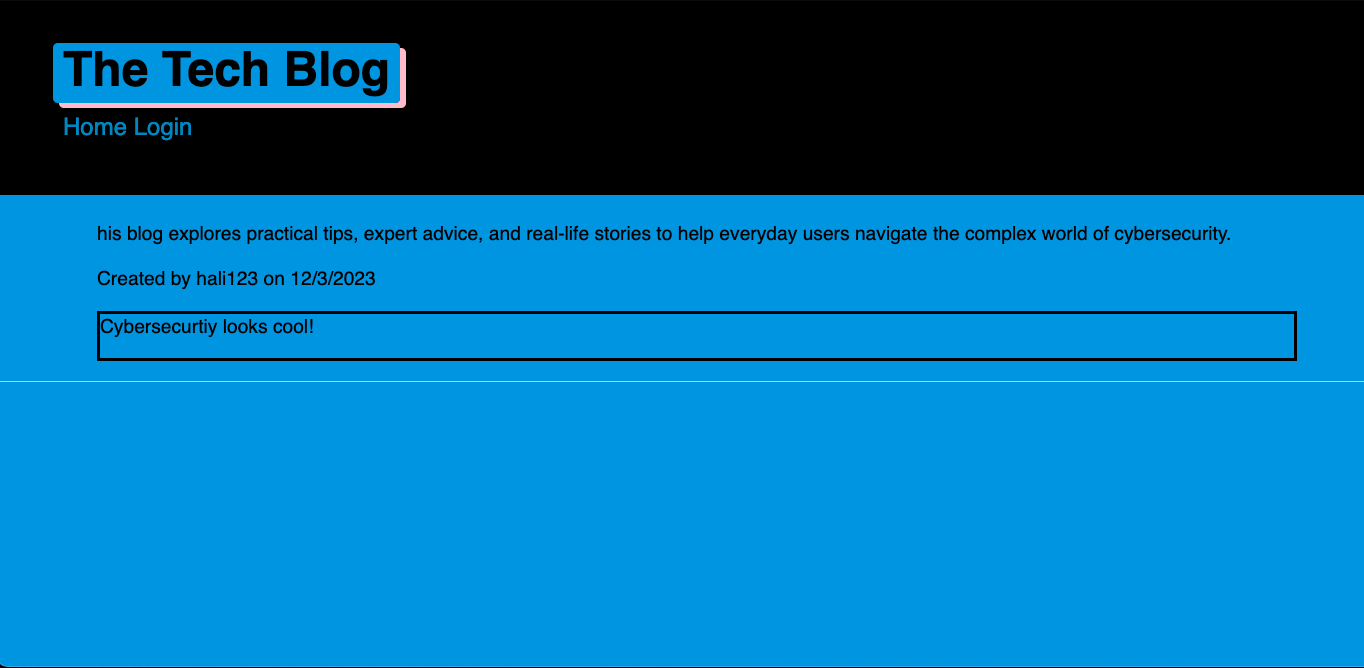 The Tech Blog
Home Login
his blog explores practical tips, expert advice, and real-life stories to help everyday users navigate the complex world of cybersecurity.
Created by hali123 on 12/3/2023
Cybersecurtiy looks cool!